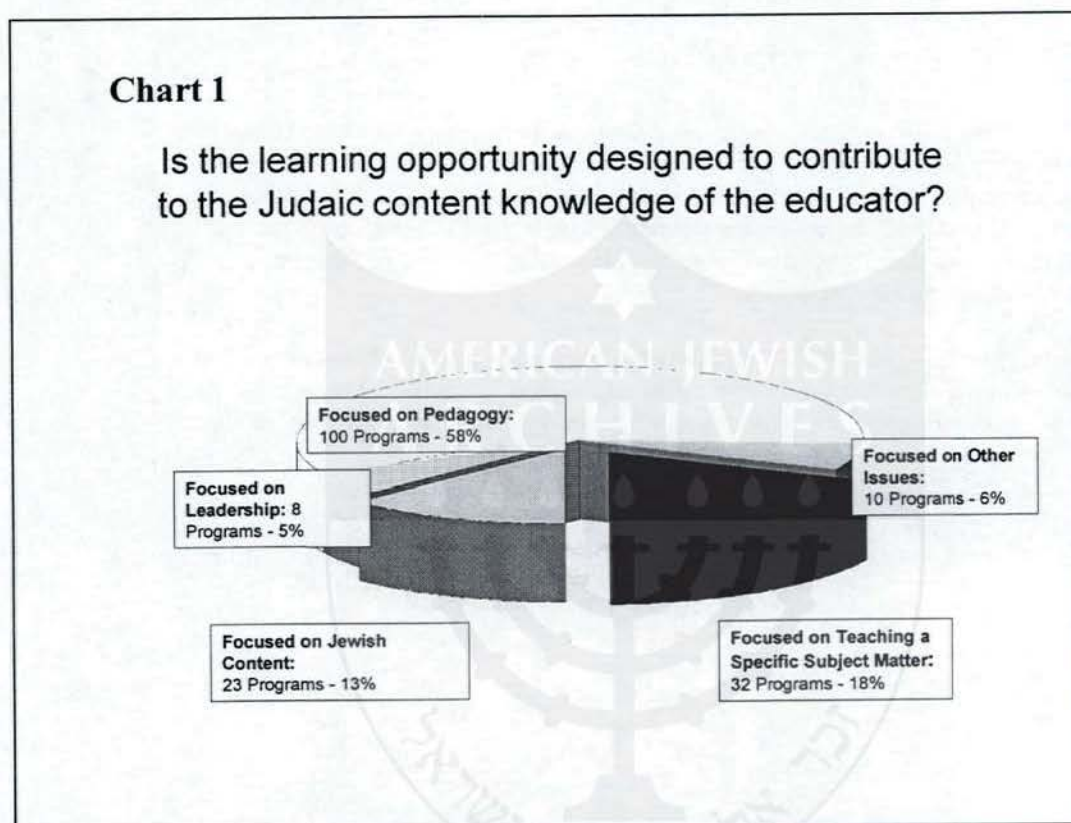 Chart 1
Is the learning opportunity designed to contribute
to the Judaic content knowledge of the educator?
AMERICAN JEWISH
ARCHIVES
Focused on Pedagogy:
100 Programs - 58%
Focused on Other
Issues:
10 Programs - 6%
Focused on
Leadership: 8
Programs - 5%
Focused on Jewish
Content:
23 Programs - 13%
Focused on Teaching a
Specific Subject Matter:
32 Programs - 18%
זכר
ישראל